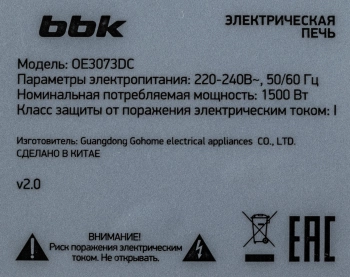 bbk
ЭЛЕКТРИЧЕСКАЯ
ПЕЧЬ
Модель: OE3073DC
Параметры электропитания: 220-240В~, 50/60 Гц
Номинальная потребляемая мощность: 1500 Вт
Класс защиты от поражения электрическим током: I
Изготовитель: Guangdong Gohome electrical appliances CO., LTD.
СДЕЛАНО В КИТАЕ
v2.0
ВНИМАНИЕ!
Риск поражения электрическим
током. Не открывать.
EAC